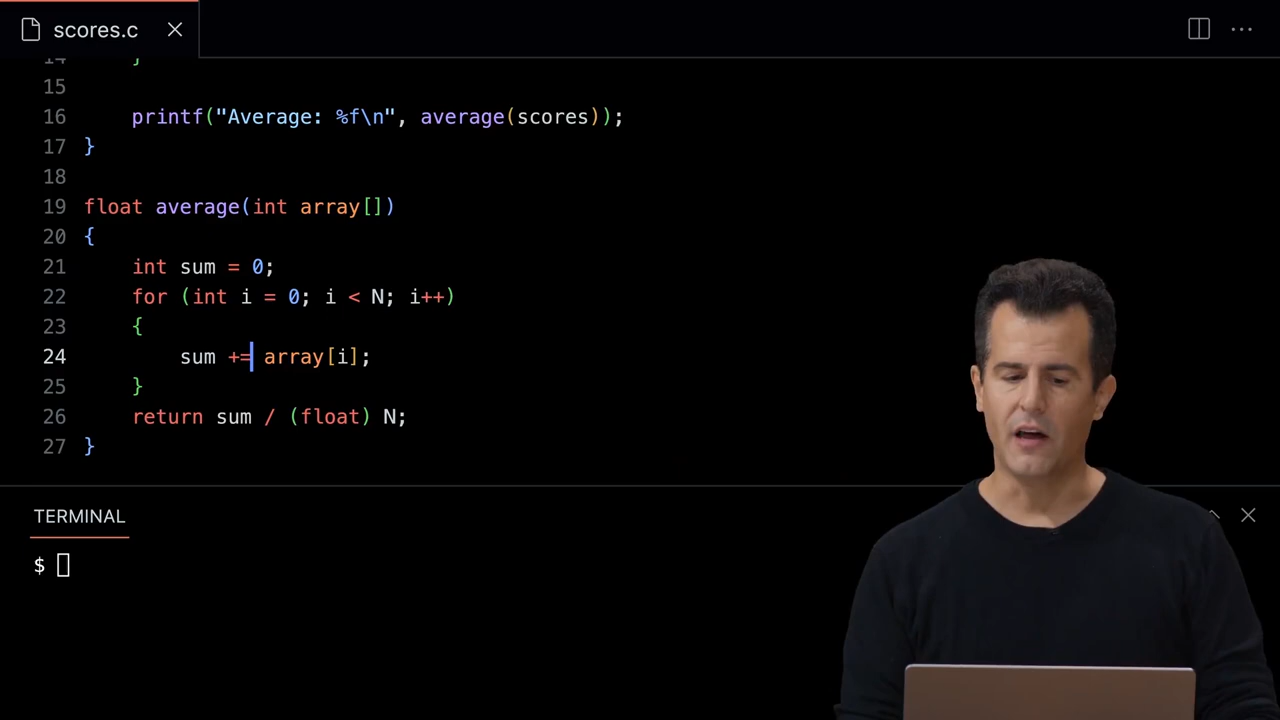 scores.c
14 }
15
16 printf("Average: %f\n", average(scores));
17 }
18
19 float average(int array[])
20 {
21 int sum = 0;
22 for (int i = 0; i < N; i++)
23 {
24 sum += array[i];
25 }
26 return sum / (float) N;
27 }
TERMINAL
$